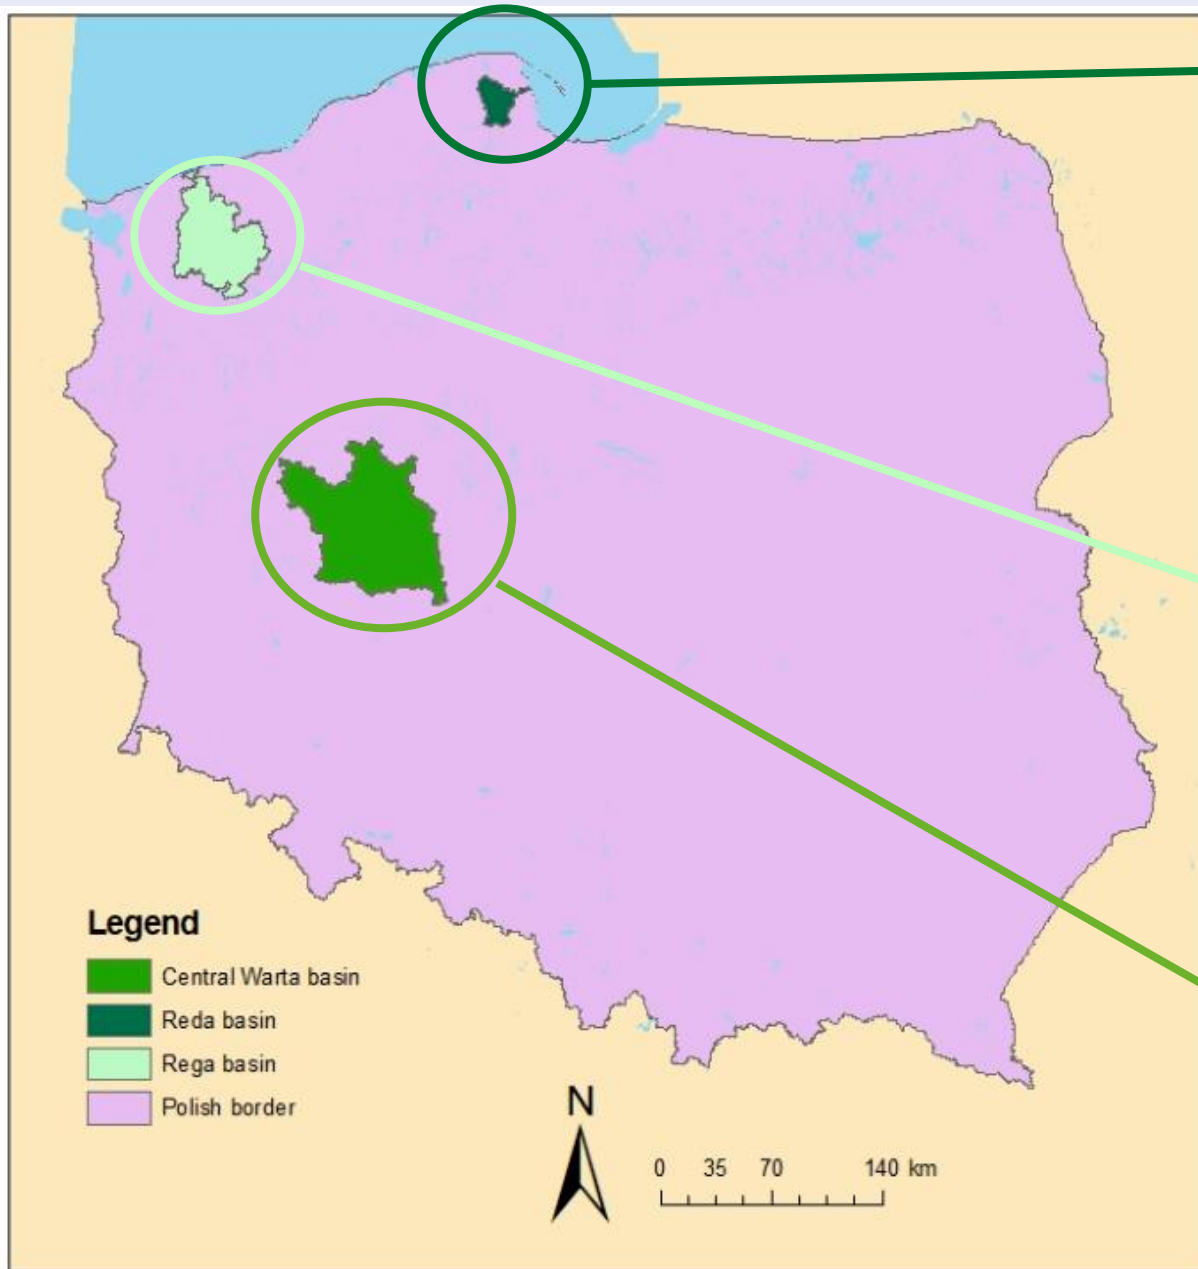 Legend
Central Warta basin
Reda basin
Rega basin
Polish border
N
0 35 70 140 km